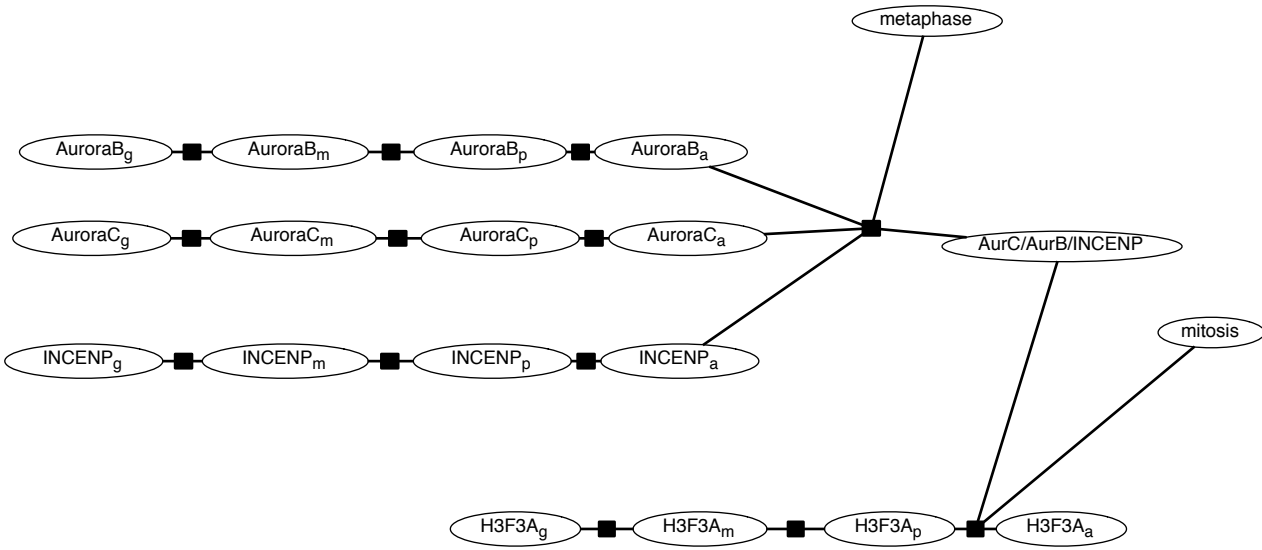 metaphase
AuroraBg AuroraBm AuroraBp AuroraBa
AuroraCg AuroraCm AuroraCp AuroraCa
AurC/AurB/INCENP
mitosis
INCENPg INCENPm INCENPp INCENPa
H3F3Ag H3F3Am H3F3Ap H3F3Aa